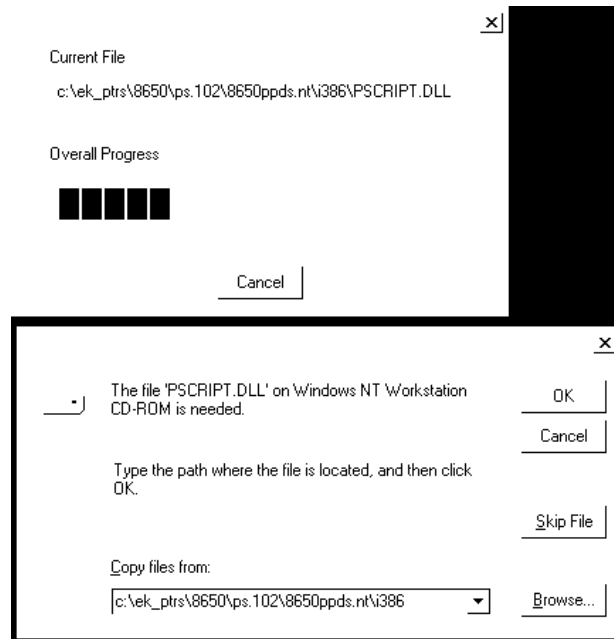 Current File
c:\ek_ptrs\8650\ps.102\8650ppds.nt\i386\PSCRIPT.DLL
Overall Progress
Cancel
The file 'PSCRIPT.DLL' on Windows NT Workstation
CD-ROM is needed.
OK
Cancel
Type the path where the file is located, and then click
OK.
Skip File
Copy files from:
c:\ek_ptrs\8650\ps.102\8650ppds.nt\i386
Browse...